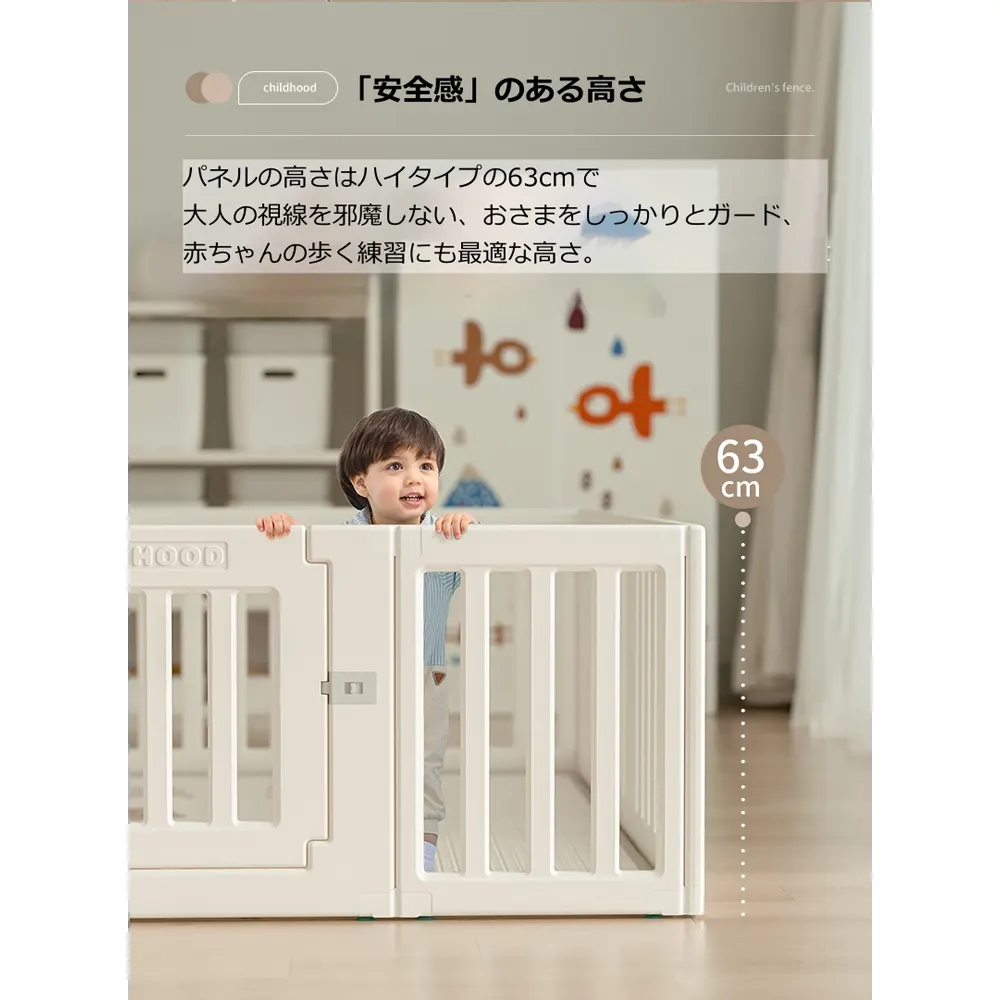 childhood
「安全感」のある高さ
Children's fence.
パネルの高さはハイタイプの63cmで
大人の視線を邪魔しない、おさまをしっかりとガード、
赤ちゃんの歩く練習にも最適な高さ。
63
cm
HOOD